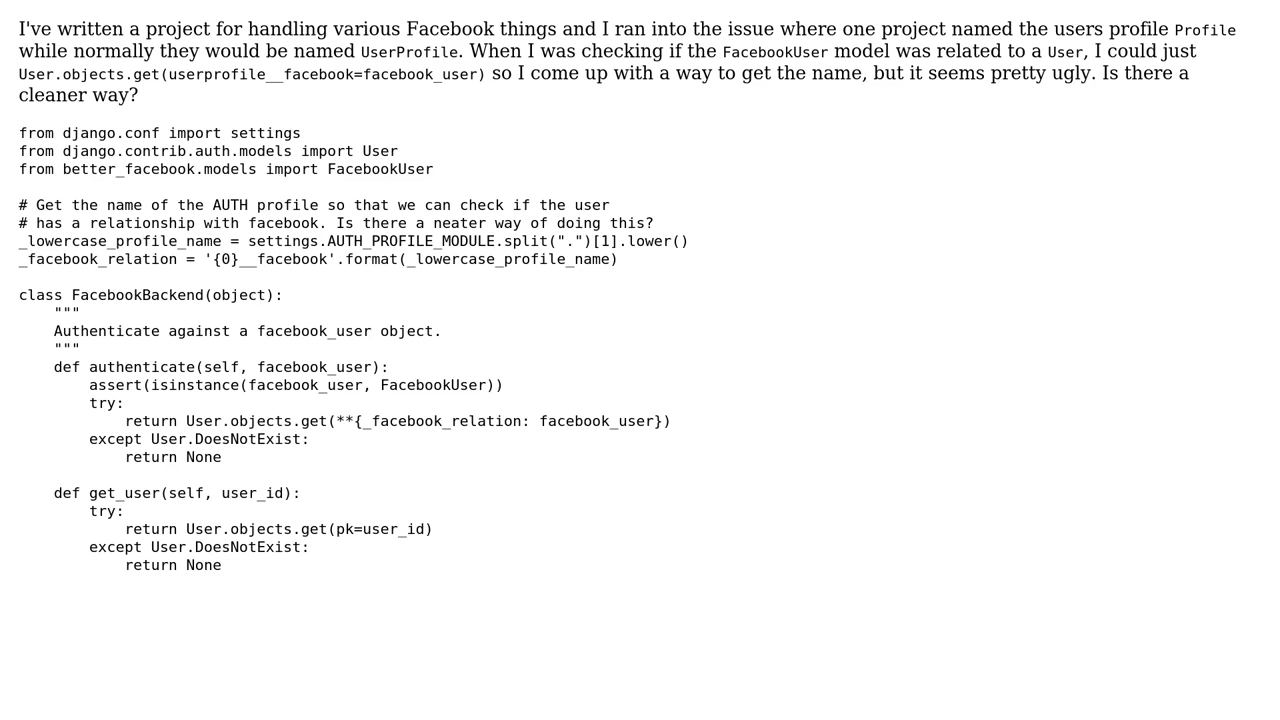 I've written a project for handling various Facebook things and I ran into the issue where one project named the users profile Profile
while normally they would be named UserProfile. When I was checking if the FacebookUser model was related to a User, I could just
User.objects.get(userprofile__facebook=facebook_user) so I come up with a way to get the name, but it seems pretty ugly. Is there a
cleaner way?

from django.conf import settings
from django.contrib.auth.models import User
from better_facebook.models import FacebookUser

# Get the name of the AUTH profile so that we can check if the user
# has a relationship with facebook. Is there a neater way of doing this?
_lowercase_profile_name = settings.AUTH_PROFILE_MODULE.split(".")[1].lower()
_facebook_relation = '{0}__facebook'.format(_lowercase_profile_name)

class FacebookBackend(object):
    """
    Authenticate against a facebook_user object.
    """
    def authenticate(self, facebook_user):
        assert(isinstance(facebook_user, FacebookUser))
        try:
            return User.objects.get(**{_facebook_relation: facebook_user})
        except User.DoesNotExist:
            return None

    def get_user(self, user_id):
        try:
            return User.objects.get(pk=user_id)
        except User.DoesNotExist:
            return None